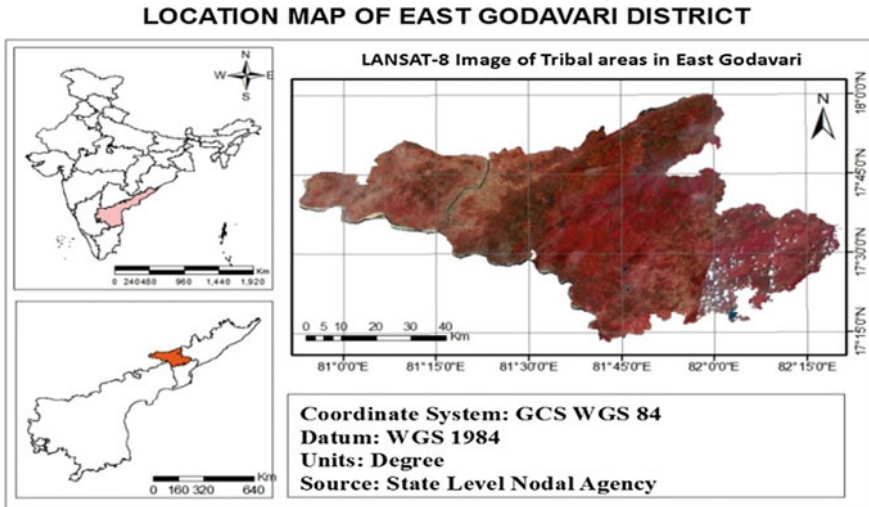 LOCATION MAP OF EAST GODAVARI DISTRICT
N
W E
S
Km
0 240480 960 1,440 1,920
LANSAT-8 Image of Tribal areas in East Godavari
N
18°0'0"N
17°45'0"N
17°30'0"N
17°15'0"N
0 5 10 20 30 40
Km
81°0'0"E 81°15'0"E 81°30'0"E 81°45'0"E 82°0'0"E 82°15'0"E
Km
0 160 320 640
Coordinate System: GCS WGS 84
Datum: WGS 1984
Units: Degree
Source: State Level Nodal Agency